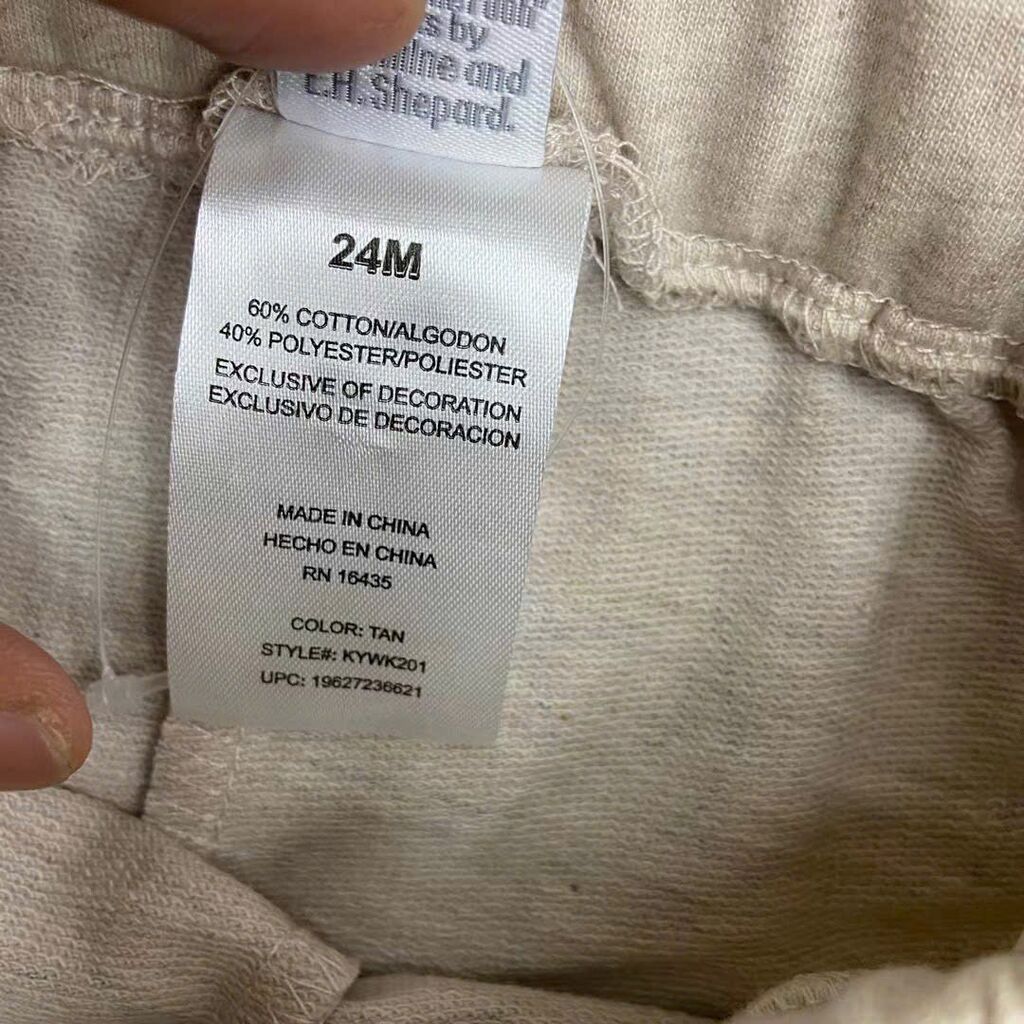 s by
ilne and
E.H. Shepard.
24M
60% COTTON/ALGODON
40% POLYESTER/POLIESTER
EXCLUSIVE OF DECORATION
EXCLUSIVO DE DECORACION
MADE IN CHINA
HECHO EN CHINA
RN 16435
COLOR: TAN
STYLE#: KYWK201
UPC: 19627236621